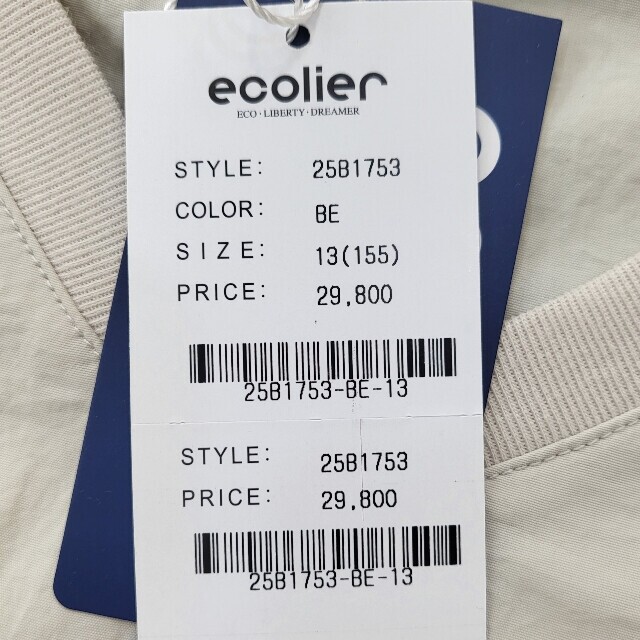 ecolier
ECO · LIBERTY · DREAMER
STYLE: 25B1753
COLOR: BE
SIZE: 13(155)
PRICE: 29,800
25B1753-BE-13
STYLE: 25B1753
PRICE: 29,800
25B1753-BE-13